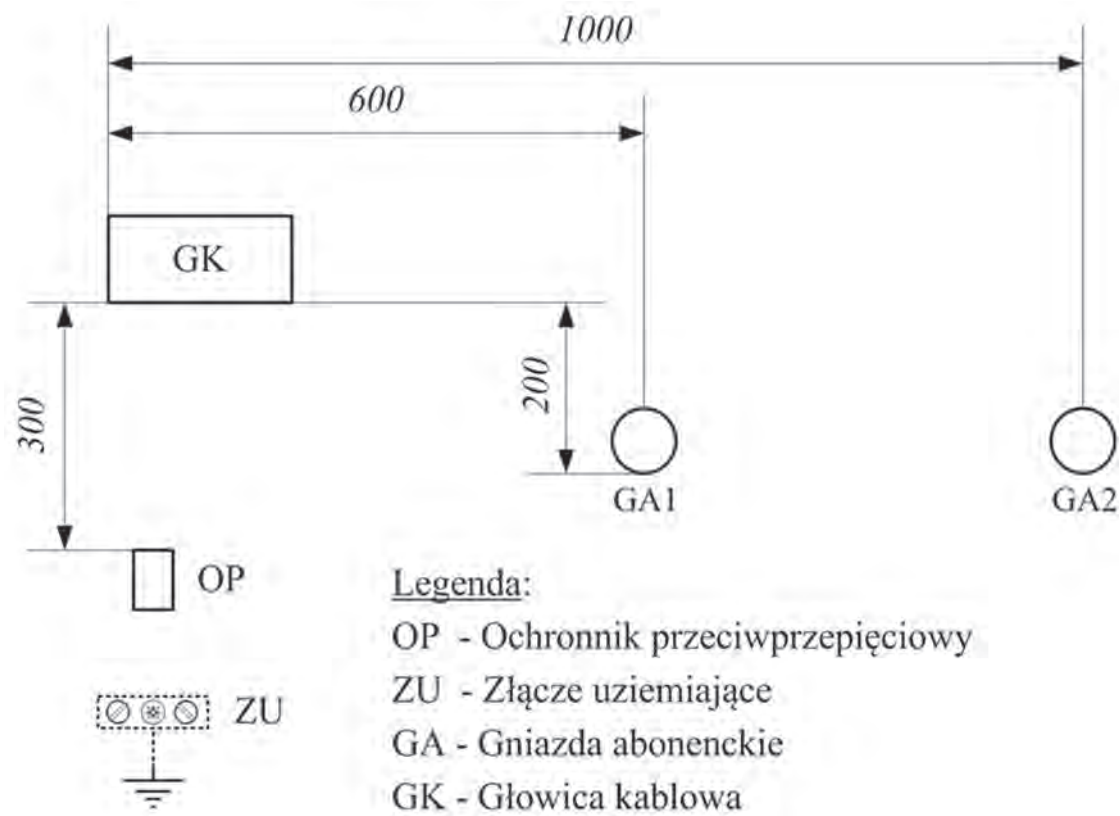 1000
600
GK
300
200
GA1
GA2
OP
Legenda:
OP - Ochronnik przeciwprzepięciowy
ZU - Złącze uziemiające
ZU
GA - Gniazda abonenckie
GK - Głowica kablowa